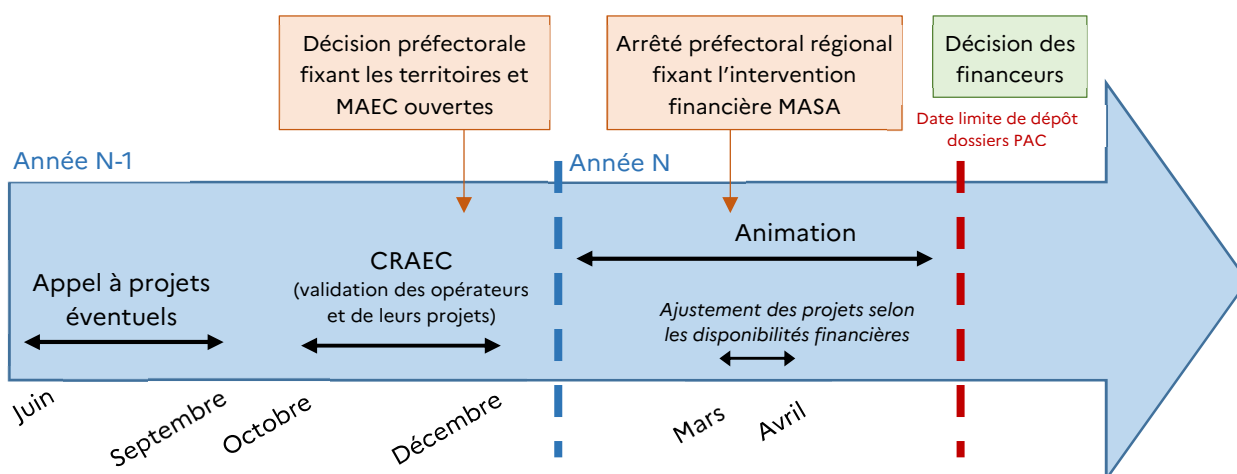 Décision préfectorale
fixant les territoires et
MAEC ouvertes
Arrêté préfectoral régional
fixant l'intervention
financière MASA
Décision des
financeurs
Date limite de dépôt
dossiers PAC
Année N-1
Année N
Appel à projets
éventuels
CRAEC
(validation des opérateurs
et de leurs projets)
Animation
Ajustement des projets selon
les disponibilités financières
Juin
Septembre
Octobre
Décembre
Mars
Avril